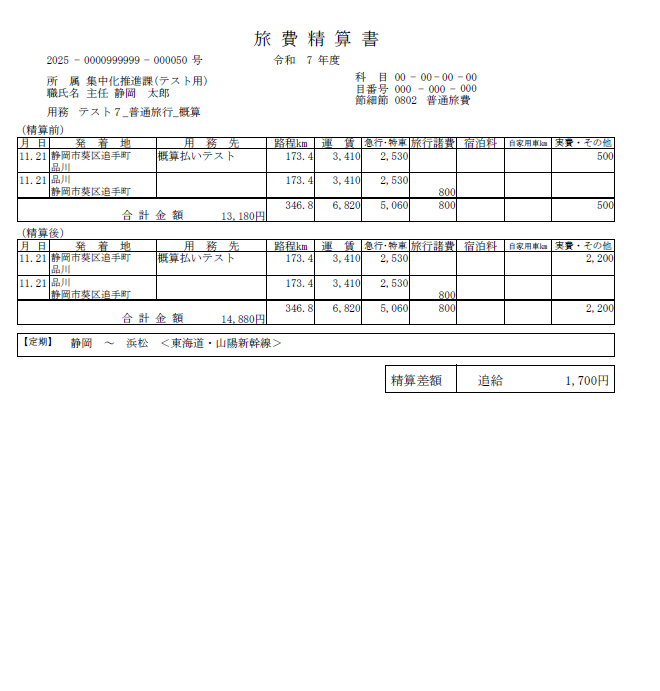 旅 費 精 算 書
2025 － 0000999999 － 000050 号 令和 7 年度
所 属 集中化推進課(テスト用) 科 目 00 － 00－00 －00
職氏名 主任 静岡 太郎 目番号 000 － 000 － 000
節細節 0802 普通旅費
用務 テスト７_普通旅行_概算
（精算前）
月 日 発 着 地 用 務 先 路程km 運 賃 急行・特車 旅行諸費 宿泊料 自家用車km 実費・その他
11.21 静岡市葵区追手町 概算払いテスト 173.4 3,410 2,530 500
品川
11.21 品川 173.4 3,410 2,530
静岡市葵区追手町 800
346.8 6,820 5,060 800 500
合 計 金 額 13,180円
（精算後）
月 日 発 着 地 用 務 先 路程km 運 賃 急行・特車 旅行諸費 宿泊料 自家用車km 実費・その他
11.21 静岡市葵区追手町 概算払いテスト 173.4 3,410 2,530 2,200
品川
11.21 品川 173.4 3,410 2,530
静岡市葵区追手町 800
346.8 6,820 5,060 800 2,200
合 計 金 額 14,880円
【定期】 静岡 ～ 浜松 ＜東海道・山陽新幹線＞
精算差額 追給 1,700円